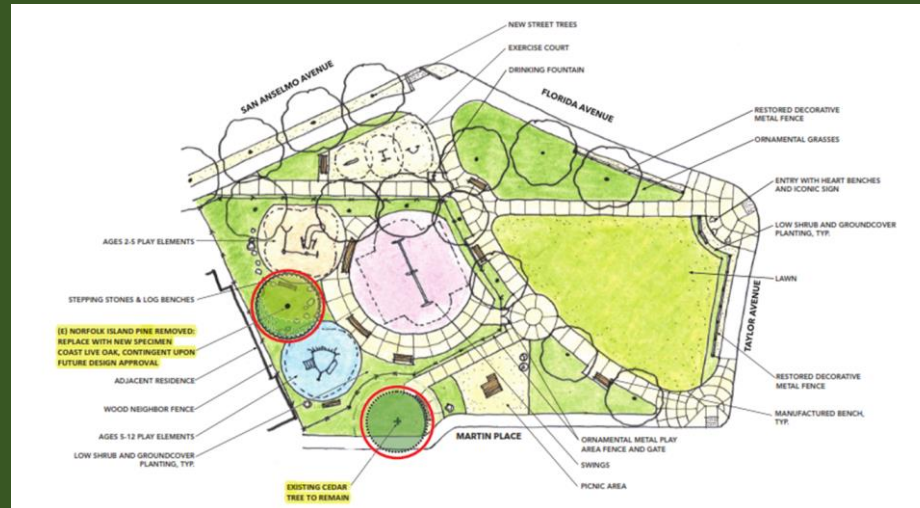 NEW STREET TREES
EXERCISE COURT
DRINKING FOUNTAIN
SAN ANSELMO AVENUE
FLORIDA AVENUE
RESTORED DECORATIVE
METAL FENCE
ORNAMENTAL GRASSES
ENTRY WITH HEART BENCHES
AND ICONIC SIGN
LOW SHRUB AND GROUNDCOVER
PLANTING, TYP.
LAWN
TAYLOR AVENUE
RESTORED DECORATIVE
METAL FENCE
MANUFACTURED BENCH,
TYP.
AGES 2-5 PLAY ELEMENTS
STEPPING STONES & LOG BENCHES
(E) NORFOLK ISLAND PINE REMOVED:
REPLACE WITH NEW SPECIMEN
COAST LIVE OAK, CONTINGENT UPON
FUTURE DESIGN APPROVAL
ADJACENT RESIDENCE
WOOD NEIGHBOR FENCE
AGES 5-12 PLAY ELEMENTS
LOW SHRUB AND GROUNDCOVER
PLANTING, TYP.
MARTIN PLACE
ORNAMENTAL METAL PLAY
AREA FENCE AND GATE
SWINGS
PICNIC AREA
EXISTING CEDAR
TREE TO REMAIN